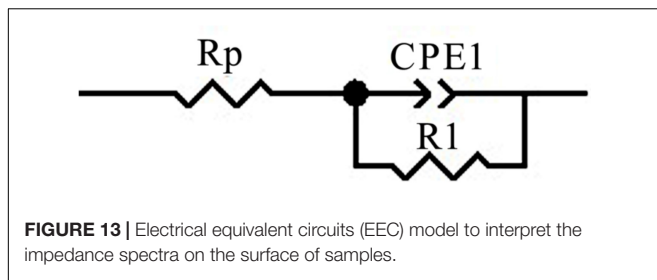 Rp
CPE1
R1
FIGURE 13 | Electrical equivalent circuits (EEC) model to interpret the
impedance spectra on the surface of samples.